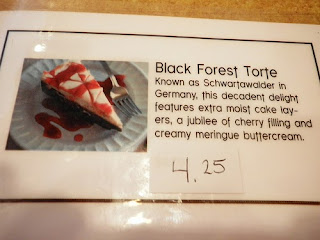 Black Forest Torte
Known as Schwartawalder in
Germany, this decadent delight
features extra moist cake lay-
ers, a jubilee of cherry filling and
creamy meringue buttercream.
4.25